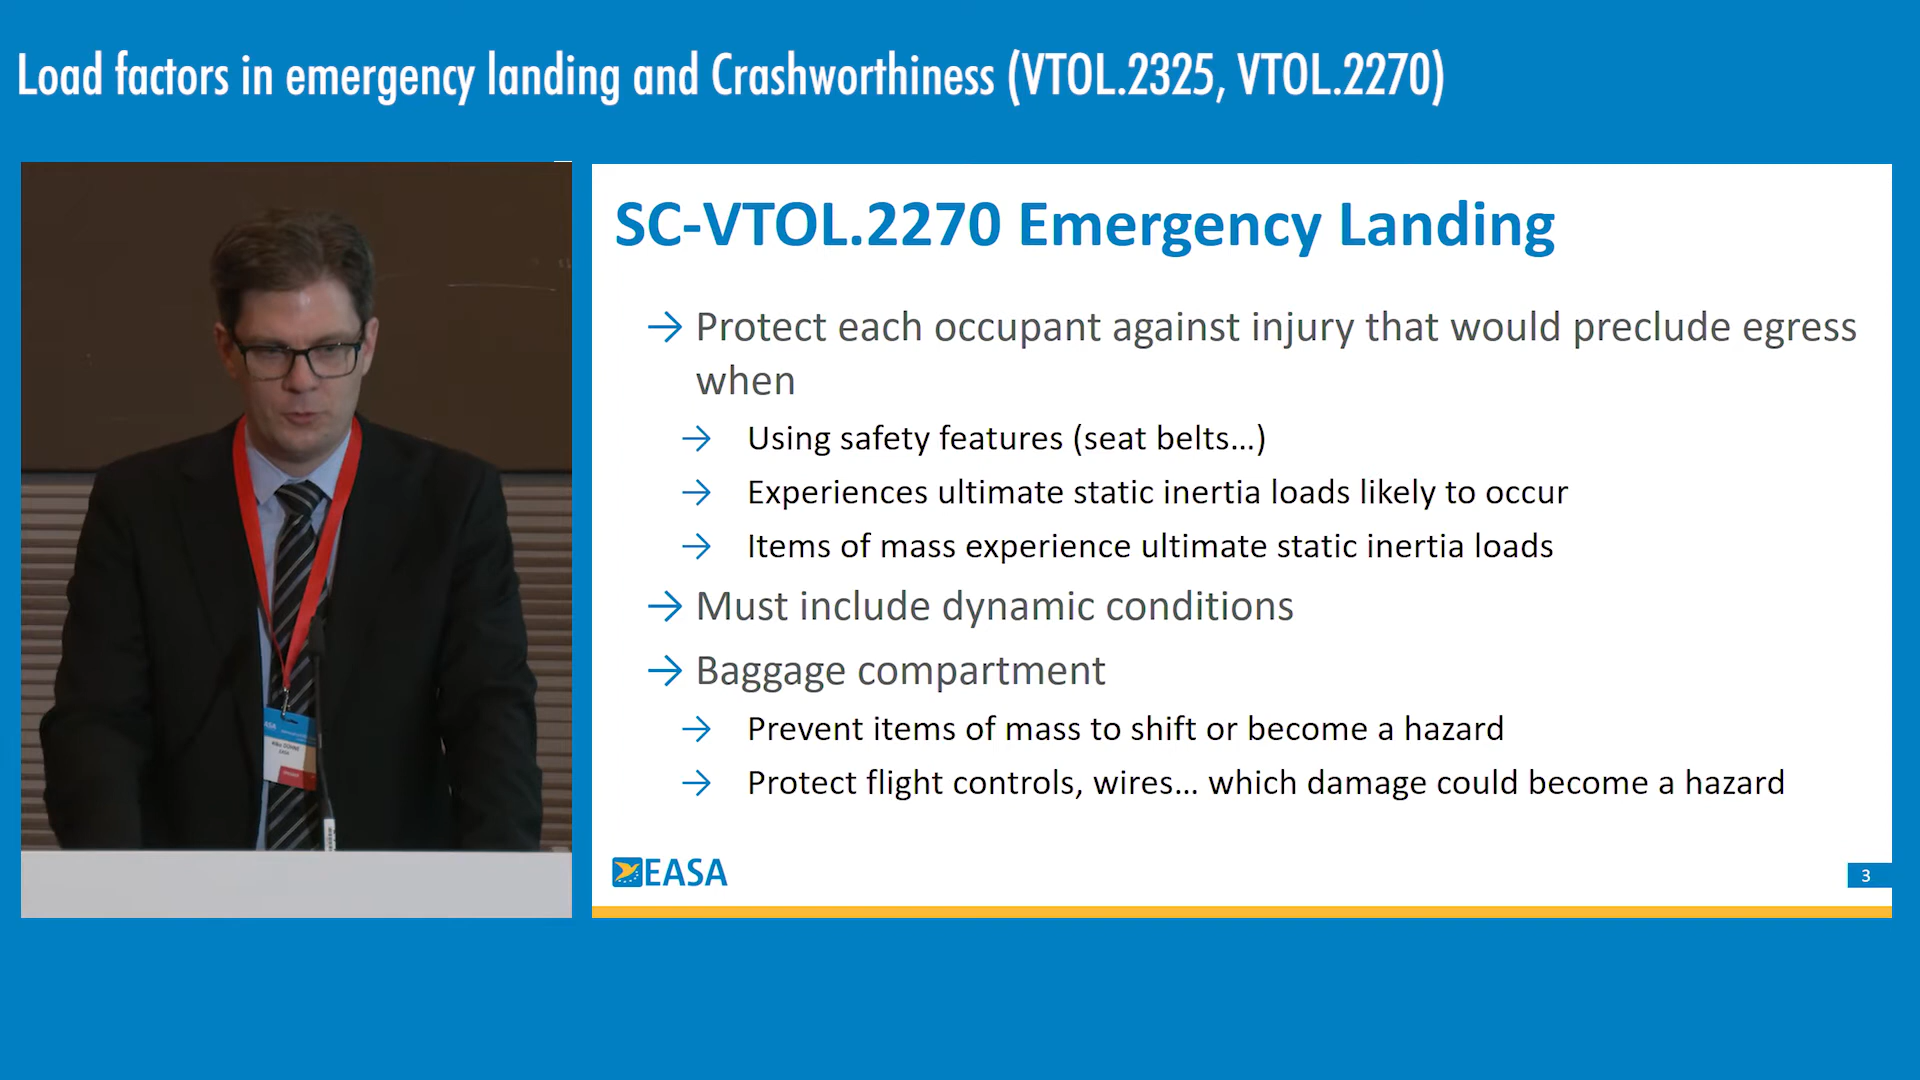 Load factors in emergency landing and Crashworthiness (VTOL.2325, VTOL.2270)
SC-VTOL.2270 Emergency Landing
→ Protect each occupant against injury that would preclude egress
when
→ Using safety features (seat belts...)
→ Experiences ultimate static inertia loads likely to occur
→ Items of mass experience ultimate static inertia loads
→ Must include dynamic conditions
→ Baggage compartment
→ Prevent items of mass to shift or become a hazard
→ Protect flight controls, wires... which damage could become a hazard
EASA
3